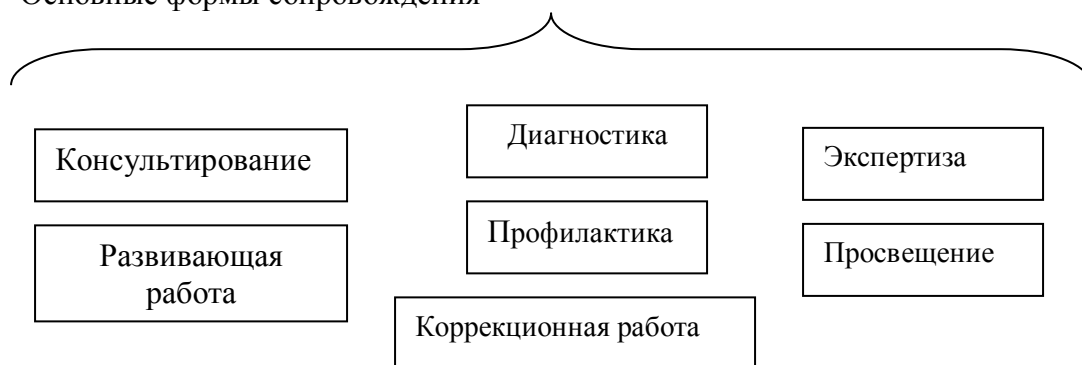 Основные формы сопровождения
Консультирование
Диагностика
Экспертиза
Развивающая
работа
Профилактика
Просвещение
Коррекционная работа